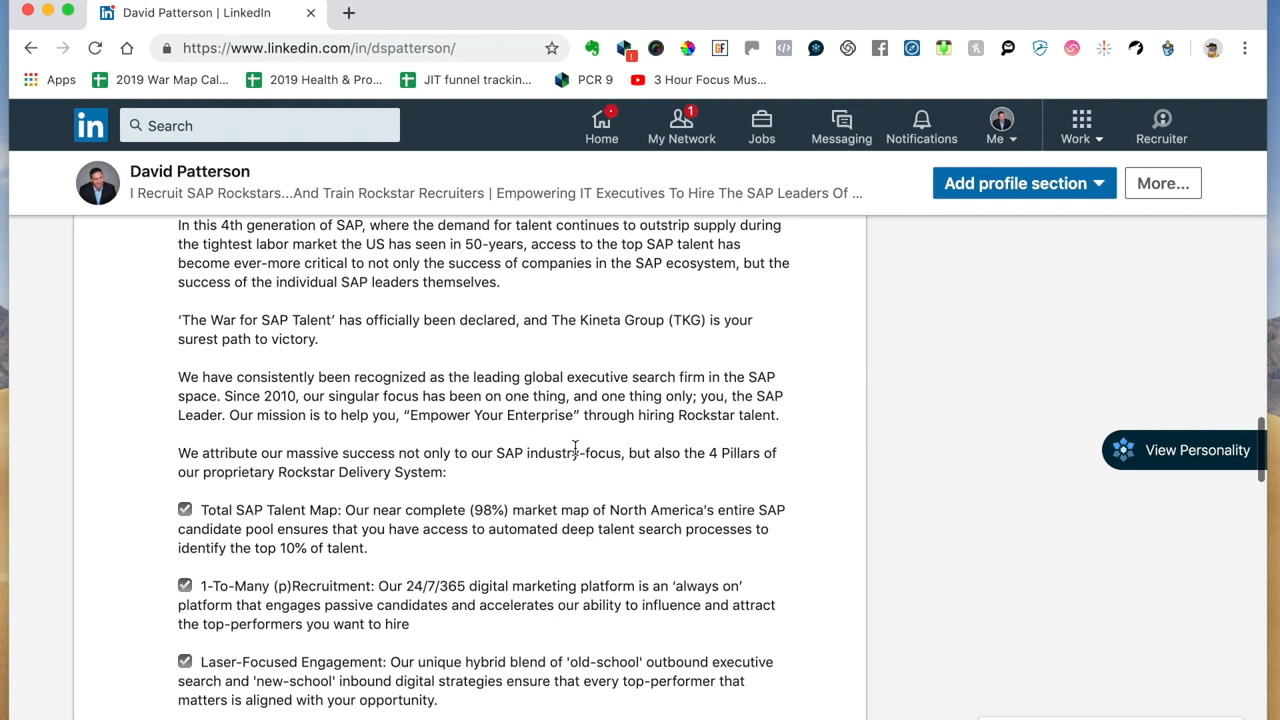 David Patterson | LinkedIn
https://www.linkedin.com/in/dspatterson/
GF
Apps
2019 War Map Cal...
2019 Health & Pro...
JIT funnel trackin...
PCR 9
3 Hour Focus Mus...
in
Search
1
Home
My Network
Jobs
Messaging
Notifications
Me
Work
Recruiter
David Patterson
I Recruit SAP Rockstars...And Train Rockstar Recruiters | Empowering IT Executives To Hire The SAP Leaders Of ...
Add profile section
More...
In this 4th generation of SAP, where the demand for talent continues to outstrip supply during
the tightest labor market the US has seen in 50-years, access to the top SAP talent has
become ever-more critical to not only the success of companies in the SAP ecosystem, but the
success of the individual SAP leaders themselves.
‘The War for SAP Talent’ has officially been declared, and The Kineta Group (TKG) is your
surest path to victory.
We have consistently been recognized as the leading global executive search firm in the SAP
space. Since 2010, our singular focus has been on one thing, and one thing only; you, the SAP
Leader. Our mission is to help you, “Empower Your Enterprise” through hiring Rockstar talent.
We attribute our massive success not only to our SAP industry-focus, but also the 4 Pillars of
our proprietary Rockstar Delivery System:
Total SAP Talent Map: Our near complete (98%) market map of North America's entire SAP
candidate pool ensures that you have access to automated deep talent search processes to
identify the top 10% of talent.
1-To-Many (p)Recruitment: Our 24/7/365 digital marketing platform is an ‘always on’
platform that engages passive candidates and accelerates our ability to influence and attract
the top-performers you want to hire
Laser-Focused Engagement: Our unique hybrid blend of 'old-school' outbound executive
search and 'new-school' inbound digital strategies ensure that every top-performer that
matters is aligned with your opportunity.
View Personality